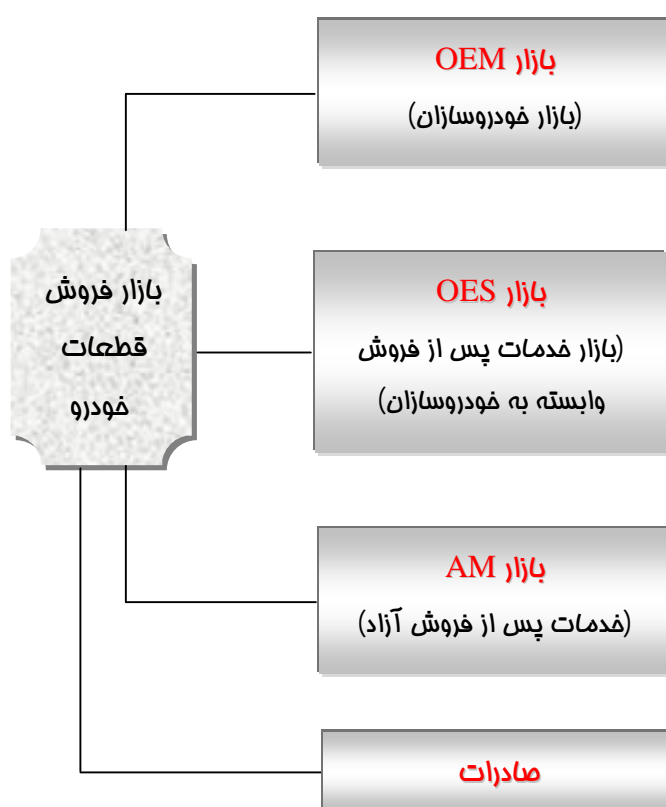 بازار OEM
(بازار خودروسازان)
بازار فروش
قطعات
خودرو
بازار OES
(بازار خدمات پس از فروش
وابسته به خودروسازان)
بازار AM
(خدمات پس از فروش آزاد)
صادرات